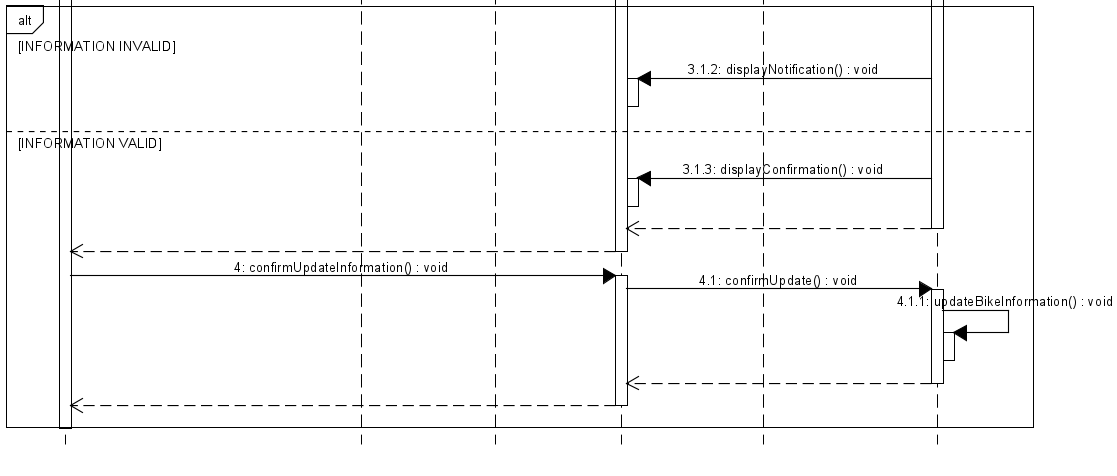 alt
[INFORMATION INVALID]
3.1.2: displayNotification() : void
[INFORMATION VALID]
3.1.3: displayConfirmation() : void
4: confirmUpdateInformation() : void
4.1: confirmUpdate() : void
4.1.1: updateBikeInformation() : void